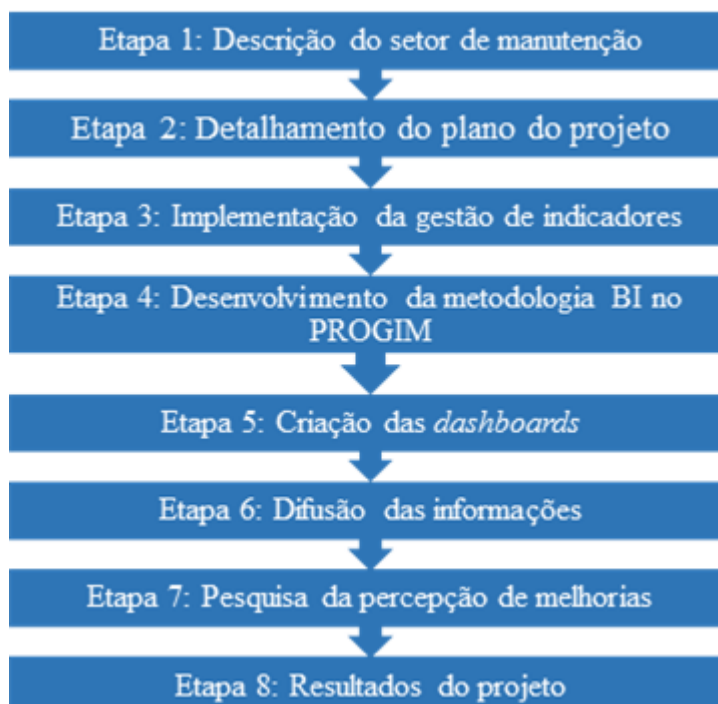 Etapa 1: Descrição do setor de manutenção
Etapa 2: Detalhamento do plano do projeto
Etapa 3: Implementação da gestão de indicadores
Etapa 4: Desenvolvimento da metodologia BI no
PROGIM
Etapa 5: Criação das dashboards
Etapa 6: Difusão das informações
Etapa 7: Pesquisa da percepção de melhorias
Etapa 8: Resultados do projeto